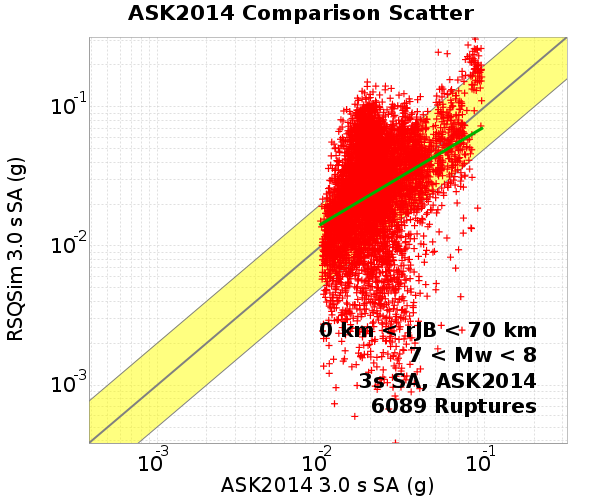 ASK2014 Comparison Scatter
RSQSim 3.0 s SA (g)
10-1
10-2
10-3
0 km < rJB < 70 km
7 < Mw < 8
3s SA, ASK2014
6089 Ruptures
10-3
10-2
10-1
ASK2014 3.0 s SA (g)